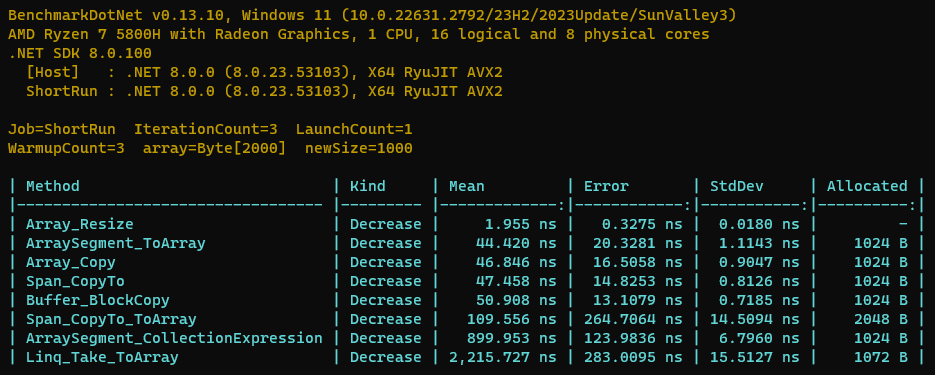 BenchmarkDotNet v0.13.10, Windows 11 (10.0.22631.2792/23H2/2023Update/SunValley3)
AMD Ryzen 7 5800H with Radeon Graphics, 1 CPU, 16 logical and 8 physical cores
.NET SDK 8.0.100
  [Host]   : .NET 8.0.0 (8.0.23.53103), X64 RyuJIT AVX2
  ShortRun : .NET 8.0.0 (8.0.23.53103), X64 RyuJIT AVX2

Job=ShortRun  IterationCount=3  LaunchCount=1
WarmupCount=3  array=Byte[2000]  newSize=1000

| Method                            | Kind     | Mean         | Error       | StdDev     | Allocated |
|---------------------------------- |--------- |-------------:|------------:|-----------:|----------:|
| Array_Resize                      | Decrease |     1.955 ns |   0.3275 ns |  0.0180 ns |         - |
| ArraySegment_ToArray              | Decrease |    44.420 ns |  20.3281 ns |  1.1143 ns |    1024 B |
| Array_Copy                        | Decrease |    46.846 ns |  16.5058 ns |  0.9047 ns |    1024 B |
| Span_CopyTo                       | Decrease |    47.458 ns |  14.8253 ns |  0.8126 ns |    1024 B |
| Buffer_BlockCopy                  | Decrease |    50.908 ns |  13.1079 ns |  0.7185 ns |    1024 B |
| Span_CopyTo_ToArray               | Decrease |   109.556 ns | 264.7064 ns | 14.5094 ns |    2048 B |
| ArraySegment_CollectionExpression | Decrease |   899.953 ns | 123.9836 ns |  6.7960 ns |    1024 B |
| Linq_Take_ToArray                 | Decrease | 2,215.727 ns | 283.0095 ns | 15.5127 ns |    1072 B |